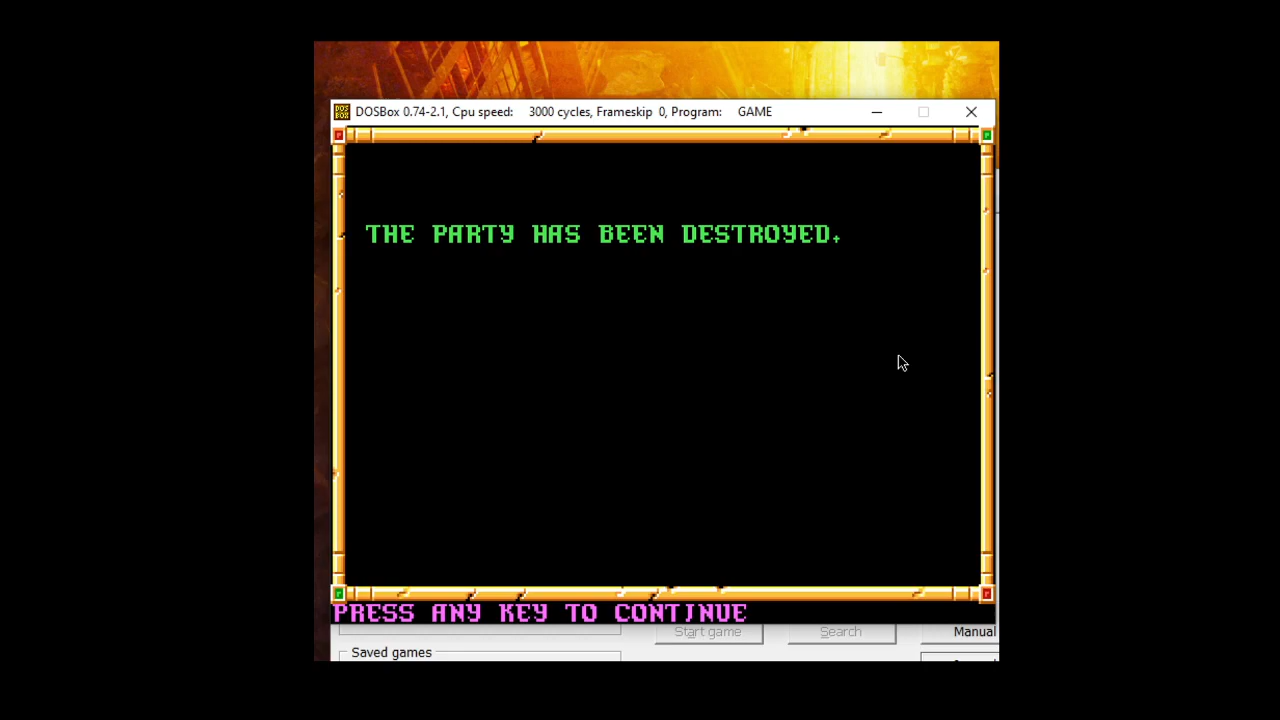 DOSBox 0.74-2.1, Cpu speed: 3000 cycles, Frameskip 0, Program: GAME
THE PARTY HAS BEEN DESTROYED.
PRESS ANY KEY TO CONTINUE
Start game Search Manual
Saved games